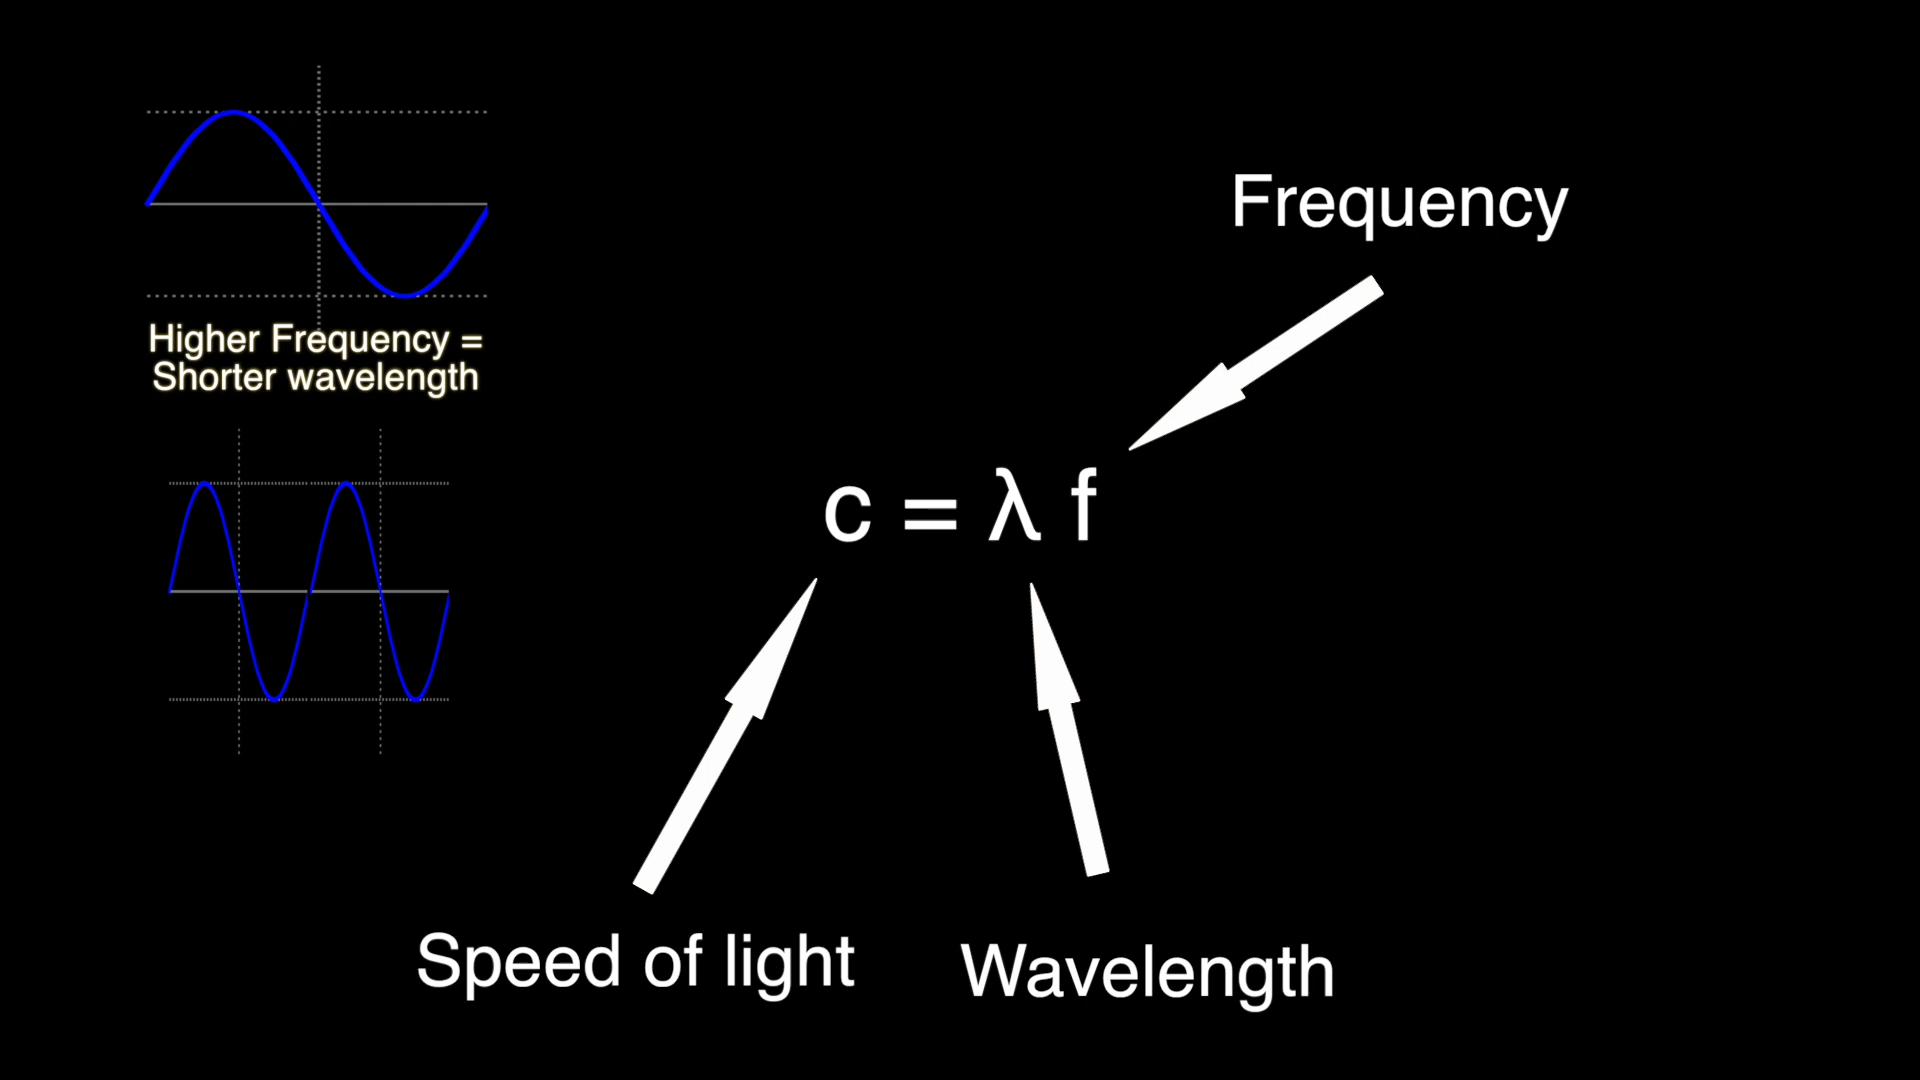 Frequency
Higher Frequency =
Shorter wavelength
c = λ f
Speed of light
Wavelength